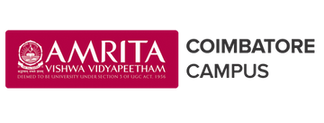 AMRITA
VISHWA VIDYAPEETHAM
DEEMED TO BE UNIVERSITY UNDER SECTION 3 OF UGC ACT, 1956
COIMBATORE
CAMPUS